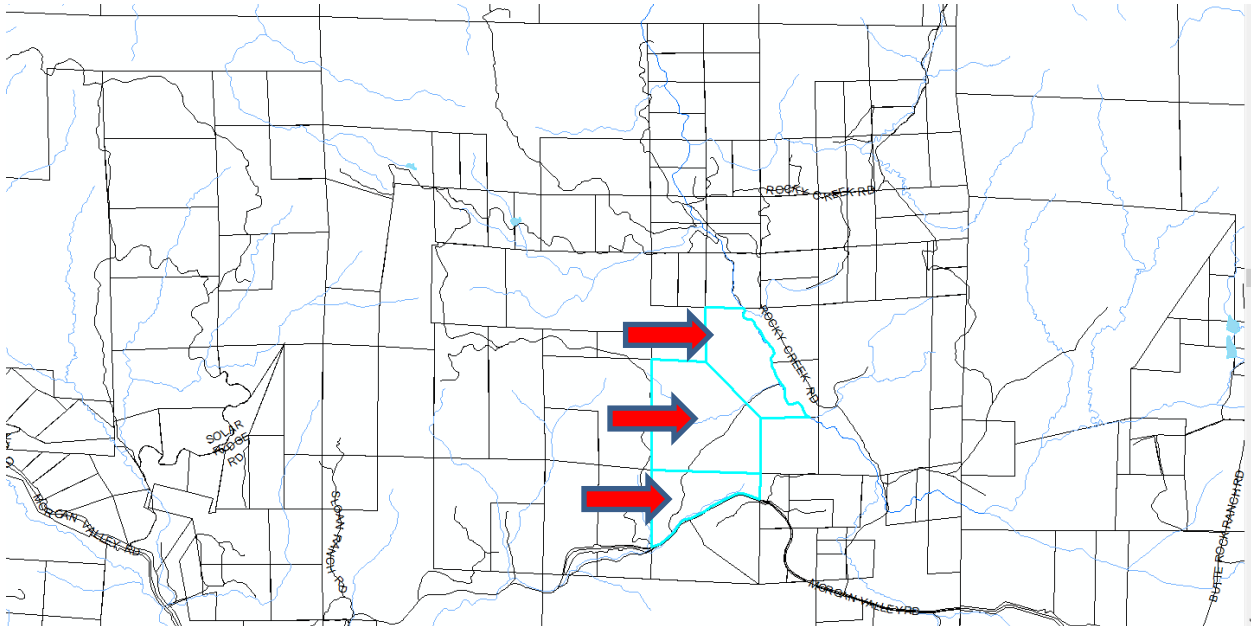 ROCKY CREEK RD
ROCKY CREEK RD
SOLAR
RIDGE
RD
MORGAN VALLEY RD
SLOAN RANCH RD
MORGAN VALLEY RD
BUTTE ROCK RANCH RD